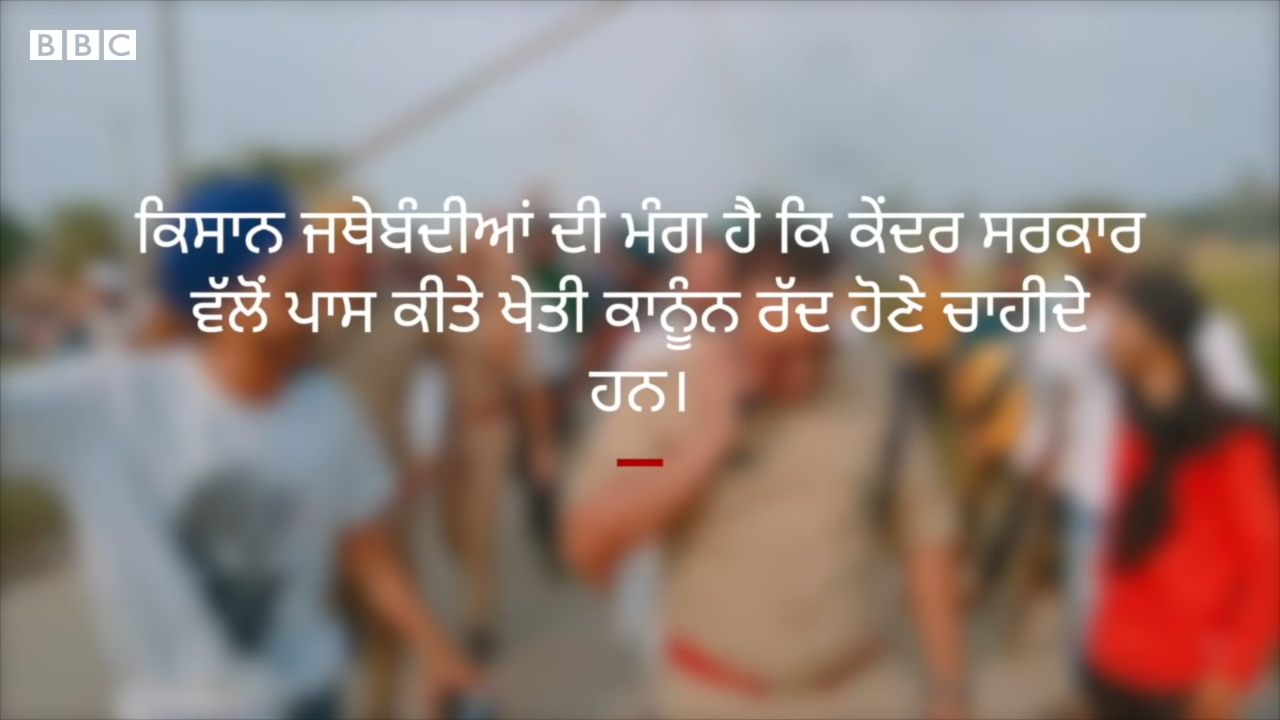 BBC
ਕਿਸਾਨ ਜਥੇਬੰਦੀਆਂ ਦੀ ਮੰਗ ਹੈ ਕਿ ਕੇਂਦਰ ਸਰਕਾਰ
ਵੱਲੋਂ ਪਾਸ ਕੀਤੇ ਖੇਤੀ ਕਾਨੂੰਨ ਰੱਦ ਹੋਣੇ ਚਾਹੀਦੇ
ਹਨ।